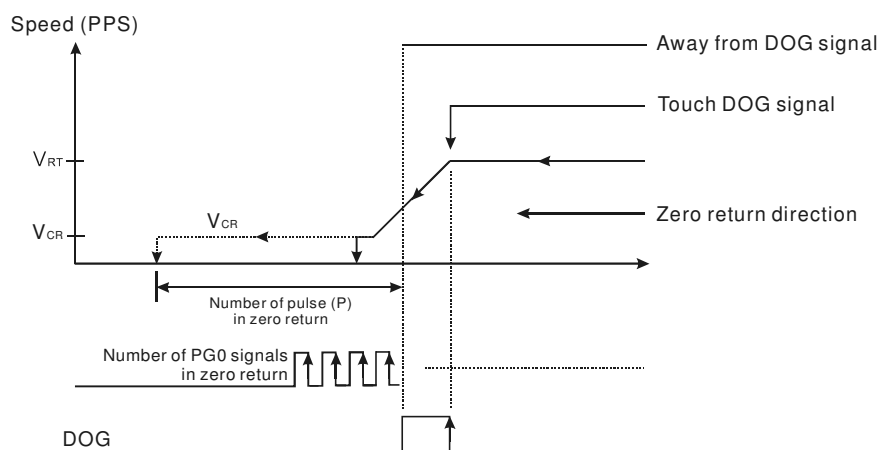 Speed (PPS)
Away from DOG signal
Touch DOG signal
VRT
VCR
VCR
Zero return direction
Number of pulse (P)
in zero return
Number of PG0 signals
in zero return
DOG